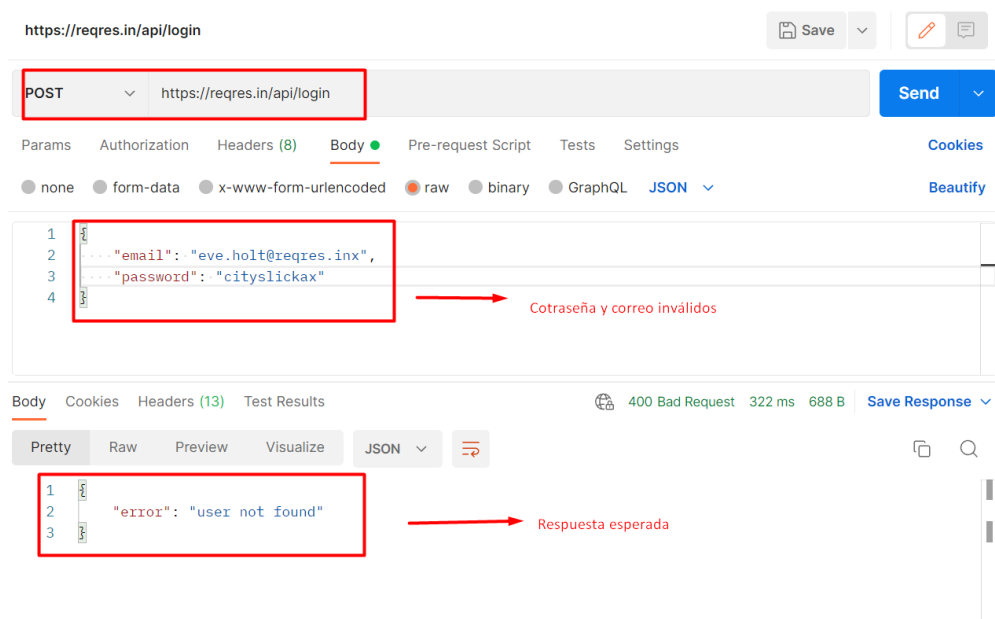 https://reqres.in/api/login
Save
POST https://reqres.in/api/login Send
Params Authorization Headers (8) Body Pre-request Script Tests Settings Cookies
none form-data x-www-form-urlencoded raw binary GraphQL JSON Beautify
1 {
2 "email": "eve.holt@reqres.inx",
3 "password": "cityslickax"
4 }
Cotraseña y correo inválidos
Body Cookies Headers (13) Test Results 400 Bad Request 322 ms 688 B Save Response
Pretty Raw Preview Visualize JSON
1 {
2 "error": "user not found"
3 }
Respuesta esperada